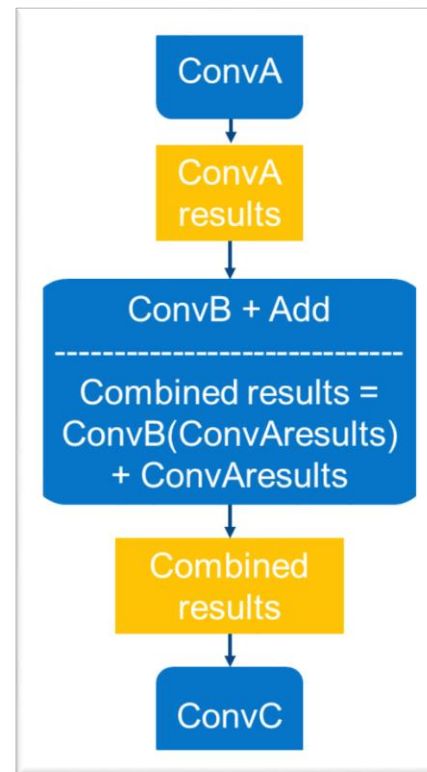 ConvA
ConvA
results
ConvB + Add
Combined results =
ConvB(ConvAresults)
+ ConvAresults
Combined
results
ConvC